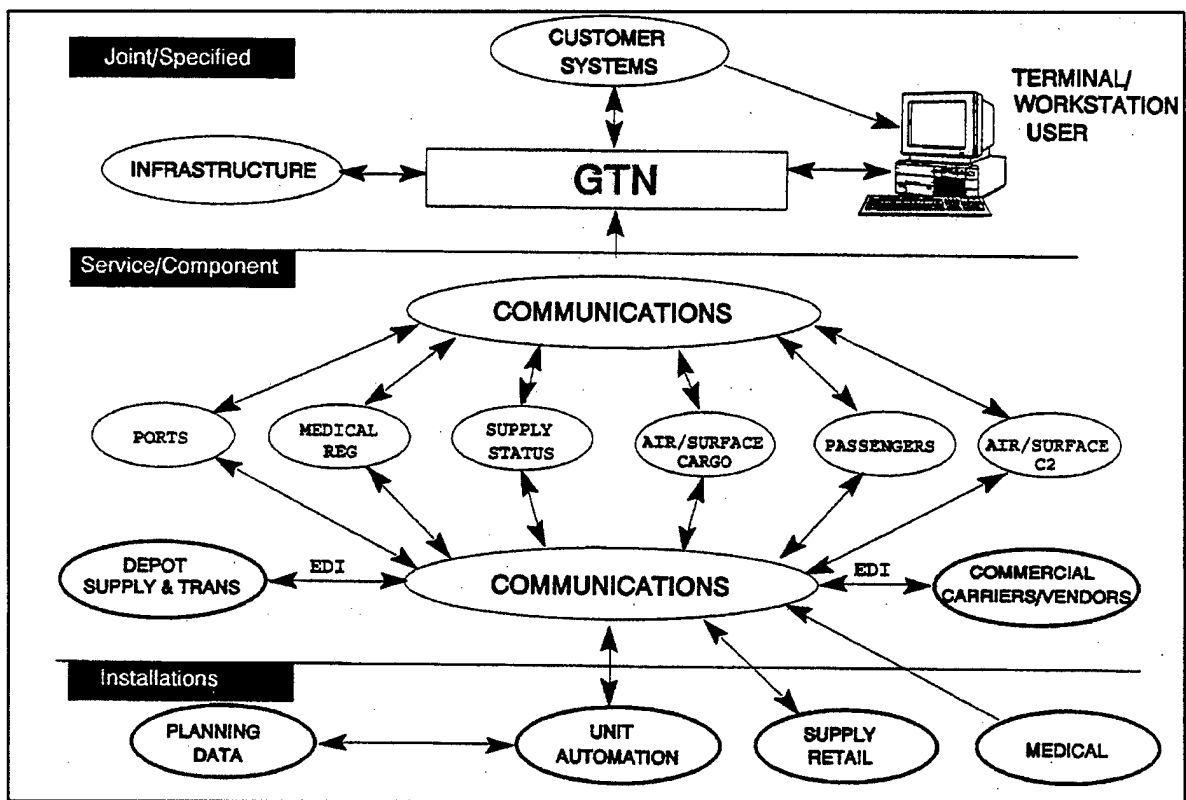 Joint/Specified
CUSTOMER
SYSTEMS
TERMINAL/
WORKSTATION
USER
INFRASTRUCTURE
GTN
Service/Component
COMMUNICATIONS
PORTS
MEDICAL
REG
SUPPLY
STATUS
AIR/SURFACE
CARGO
PASSENGERS
AIR/SURFACE
C2
DEPOT
SUPPLY & TRANS
EDI
COMMUNICATIONS
EDI
COMMERCIAL
CARRIERS/VENDORS
Installations
PLANNING
DATA
UNIT
AUTOMATION
SUPPLY
RETAIL
MEDICAL